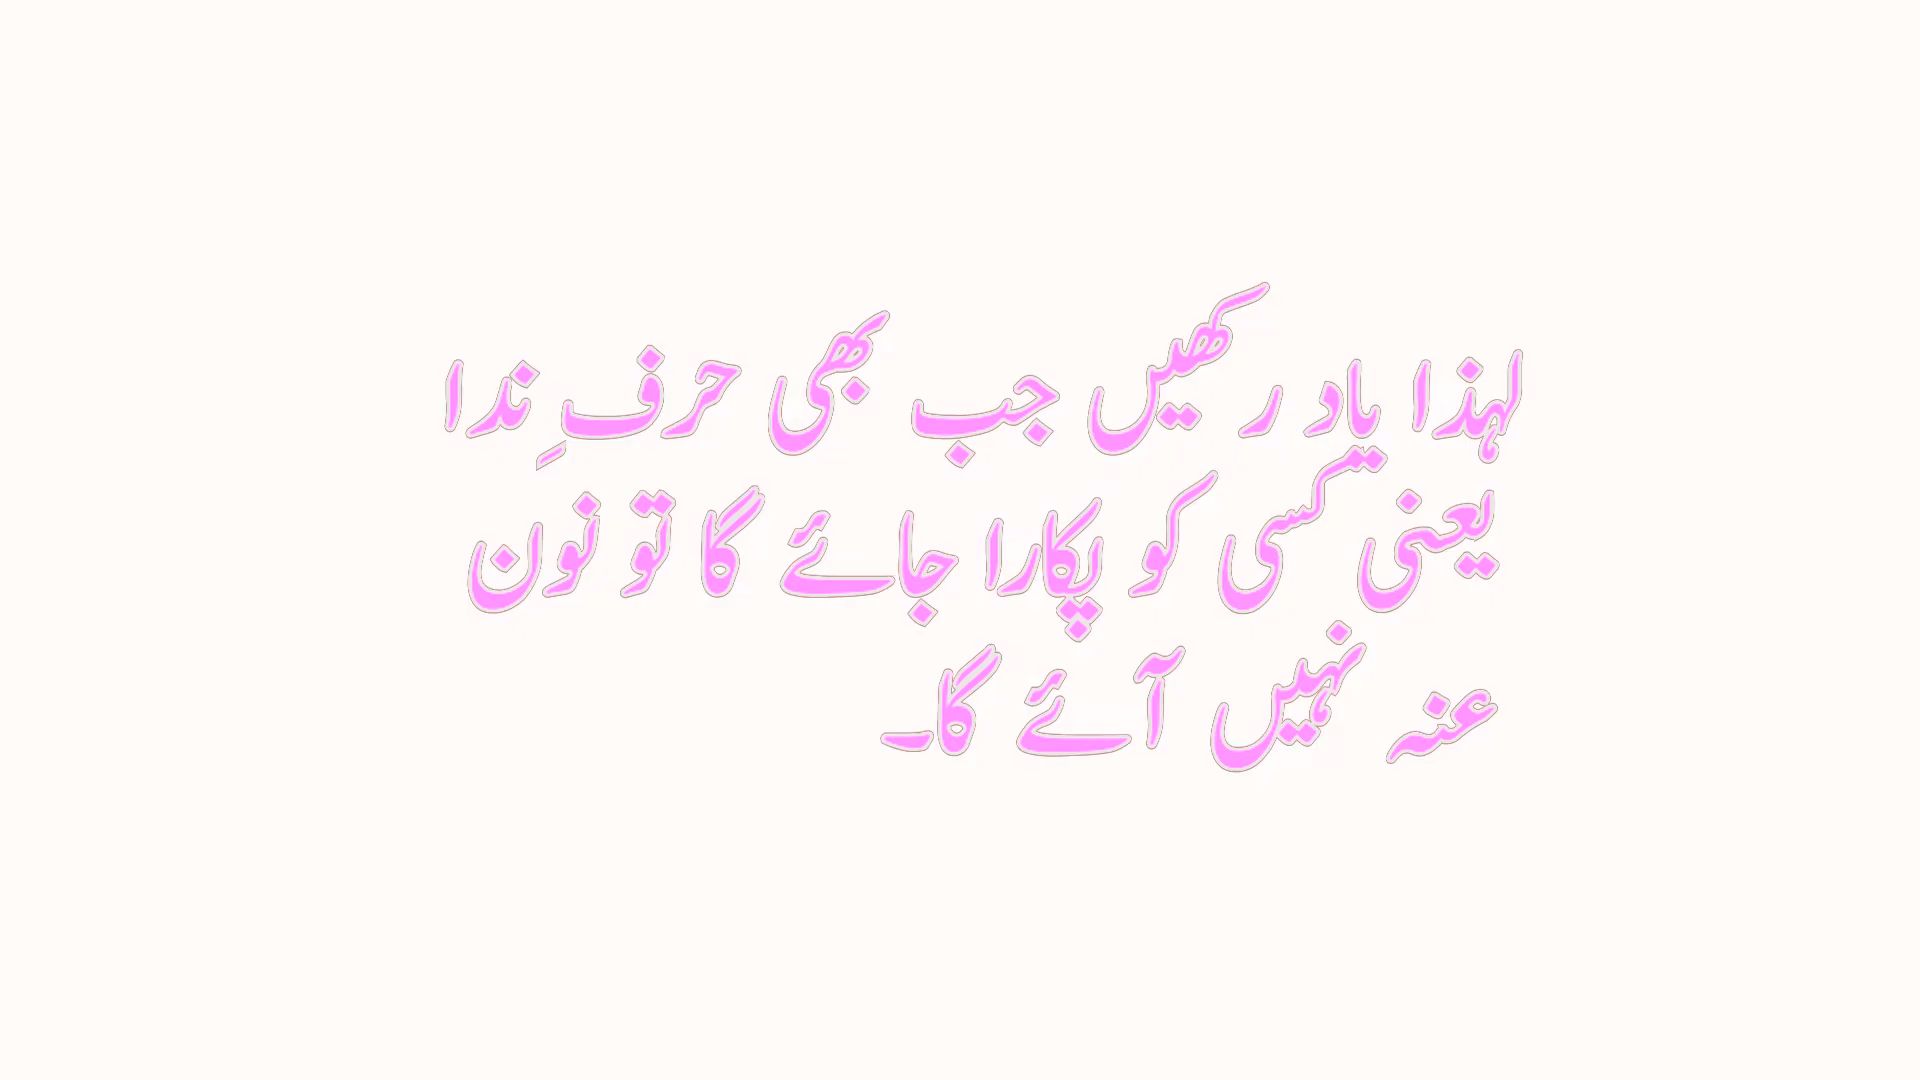 لہذا یاد رکھیں جب بھی حرفِ ندا
یعنی کسی کو پکارا جائے گا تو نون
عنہ نہیں آئے گا۔